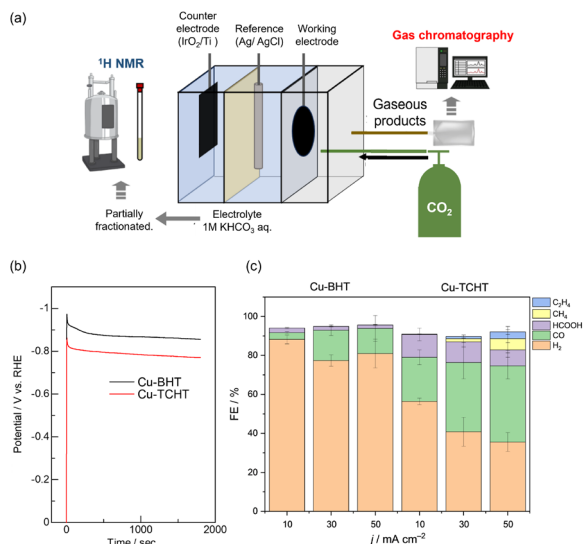 (a)
Counter
electrode
(IrO₂/Ti )
Reference
(Ag/ AgCl)
Working
electrode
Gas chromatography
¹H NMR
Gaseous
products
CO₂
Partially
fractionated.
Electrolyte
1M KHCO₃ aq.
(b)
Potential / V vs. RHE
-1
-0.8
-0.6
-0.4
-0.2
0
Cu-BHT
Cu-TCHT
0
1000
2000
Time / sec
(c)
Cu-BHT
Cu-TCHT
FE / %
100
80
60
40
20
0
10
30
50
10
30
50
j / mA cm⁻²
C₂H₄
CH₄
HCOOH
CO
H₂